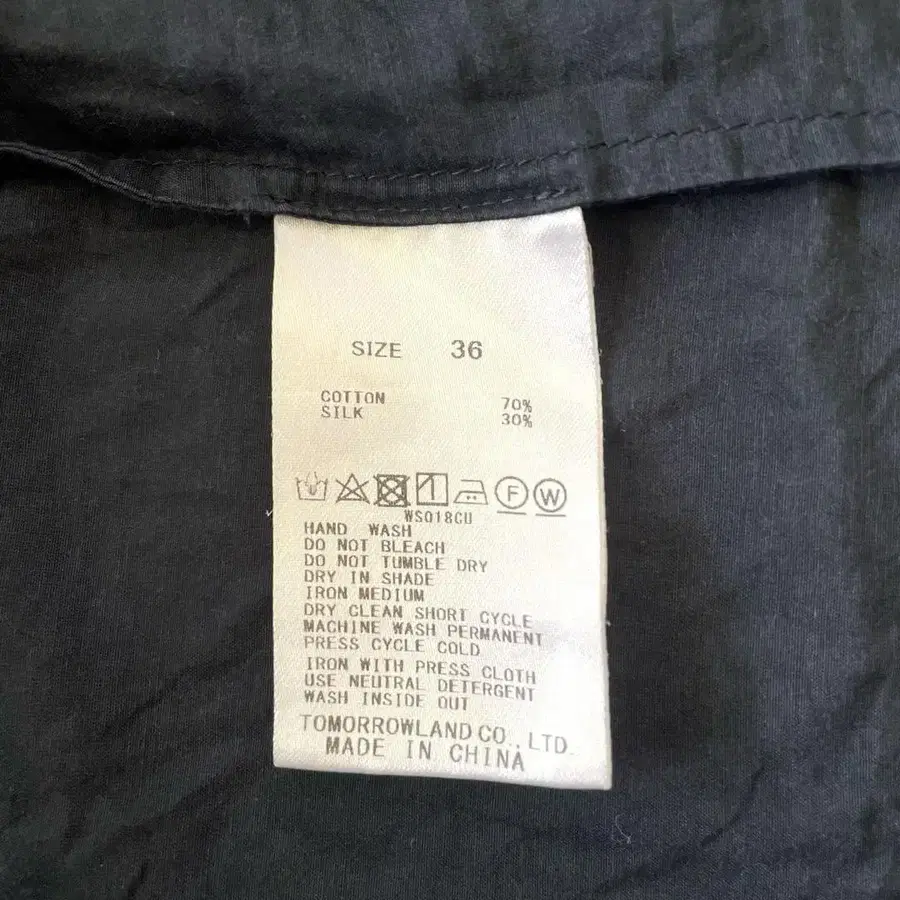 SIZE 36
COTTON 70%
SILK 30%
F W
WS018CU
HAND WASH
DO NOT BLEACH
DO NOT TUMBLE DRY
DRY IN SHADE
IRON MEDIUM
DRY CLEAN SHORT CYCLE
MACHINE WASH PERMANENT
PRESS CYCLE COLD
IRON WITH PRESS CLOTH
USE NEUTRAL DETERGENT
WASH INSIDE OUT
TOMORROWLAND CO., LTD.
MADE IN CHINA